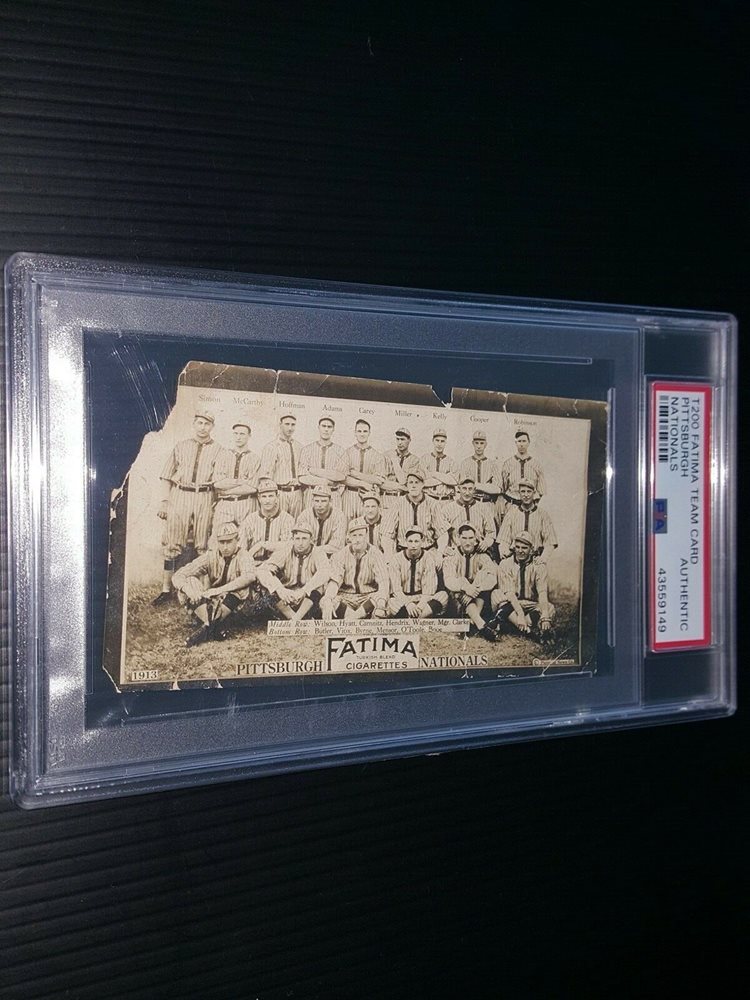 Simon McCarthy Hoffman Adams Carey Miller Kelly Cooper Robinson
Middle Row: Wilson, Hyatt, Camnitz, Hendrix, Wagner, Mgr. Clarke
Bottom Row: Butler, Viox, Byrne, Mensor, O'Toole, Booe
FATIMA
TURKISH BLEND
CIGARETTES
PITTSBURGH NATIONALS
1913
T200 FATIMA TEAM CARD
PITTSBURGH AUTHENTIC
NATIONALS
43559149